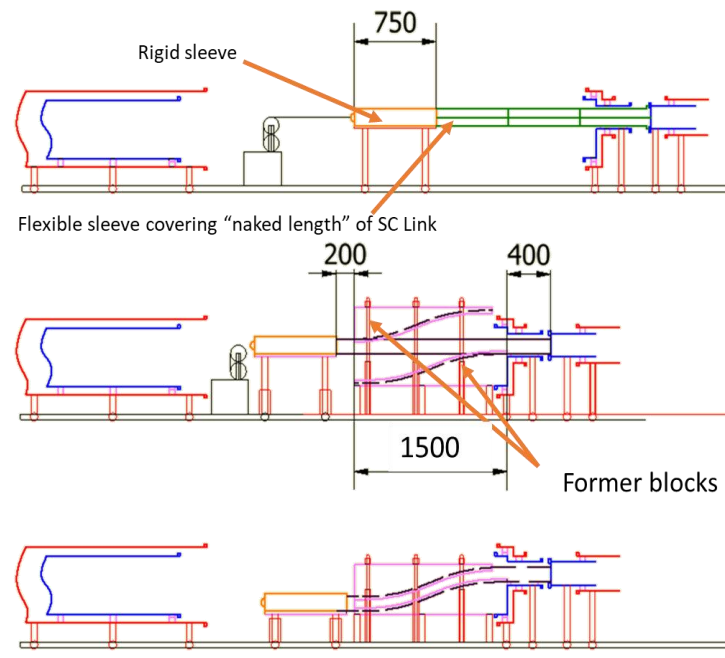 750
Rigid sleeve
Flexible sleeve covering “naked length” of SC Link
200
400
1500
Former blocks